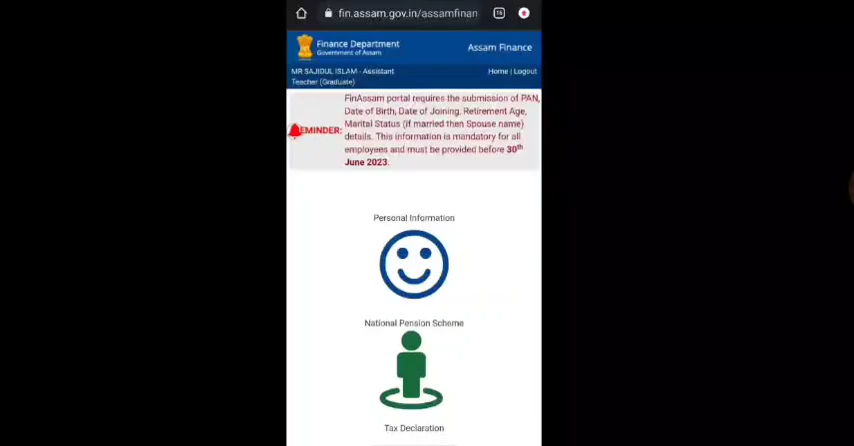 fin.assam.gov.in/assamfinan
16
Finance Department
Government of Assam
Assam Finance
MR SAJIDUL ISLAM - Assistant
Teacher (Graduate)
Home | Logout
FinAssam portal requires the submission of PAN,
Date of Birth, Date of Joining, Retirement Age,
Marital Status (if married then Spouse name)
EMINDER:
details. This information is mandatory for all
employees and must be provided before 30th
June 2023.
Personal Information
National Pension Scheme
Tax Declaration